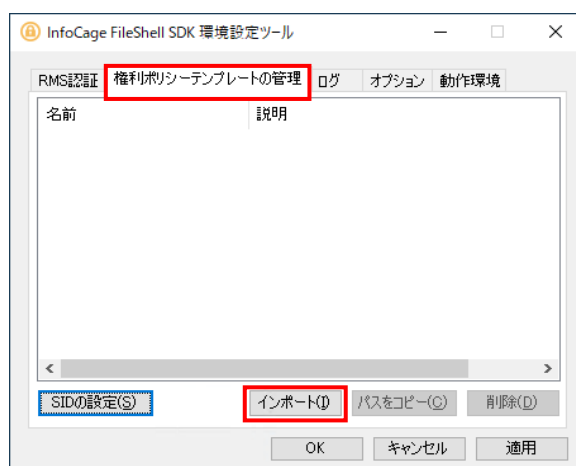 InfoCage FileShell SDK 環境設定ツール
RMS認証 権利ポリシーテンプレートの管理 ログ オプション 動作環境
名前 説明
SIDの設定(S) インポート(I) パスをコピー(C) 削除(D)
OK キャンセル 適用